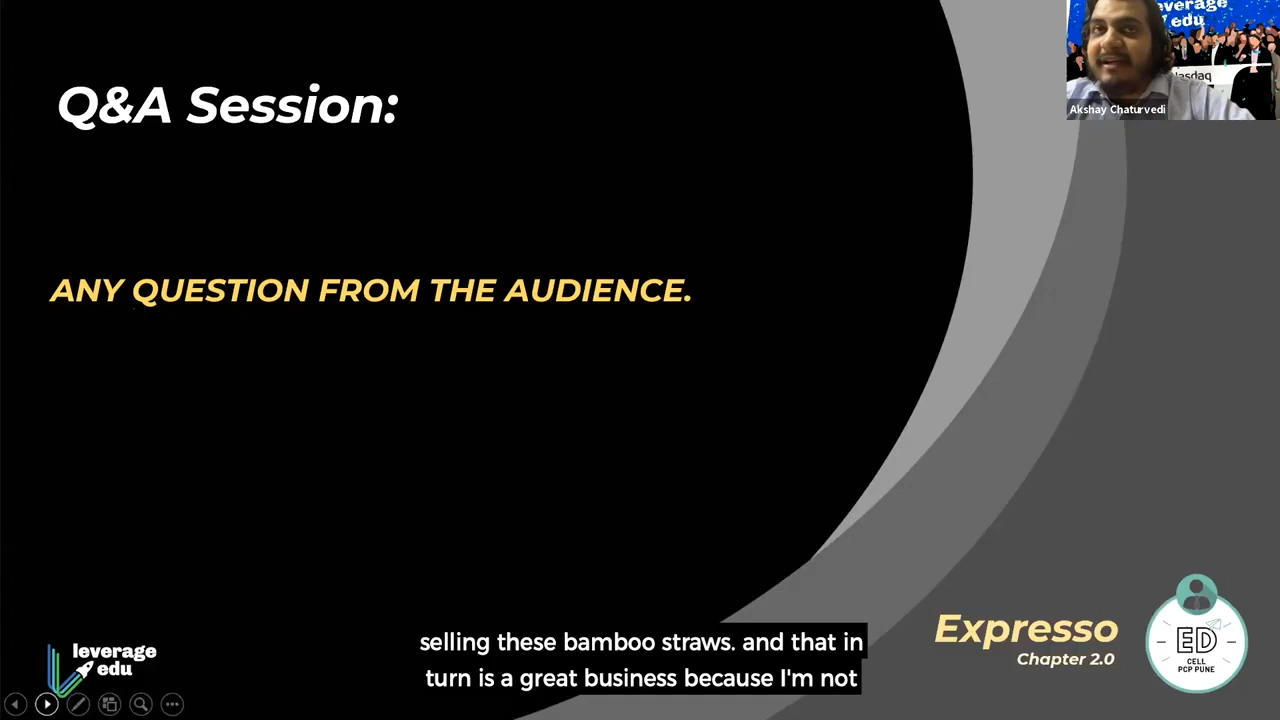 Q&A Session:
ANY QUESTION FROM THE AUDIENCE.
everage
edu
Nasdaq
Akshay Chaturvedi
selling these bamboo straws. and that in
turn is a great business because I'm not
leverage
edu
Expresso
Chapter 2.0
ED
CELL
PCP PUNE